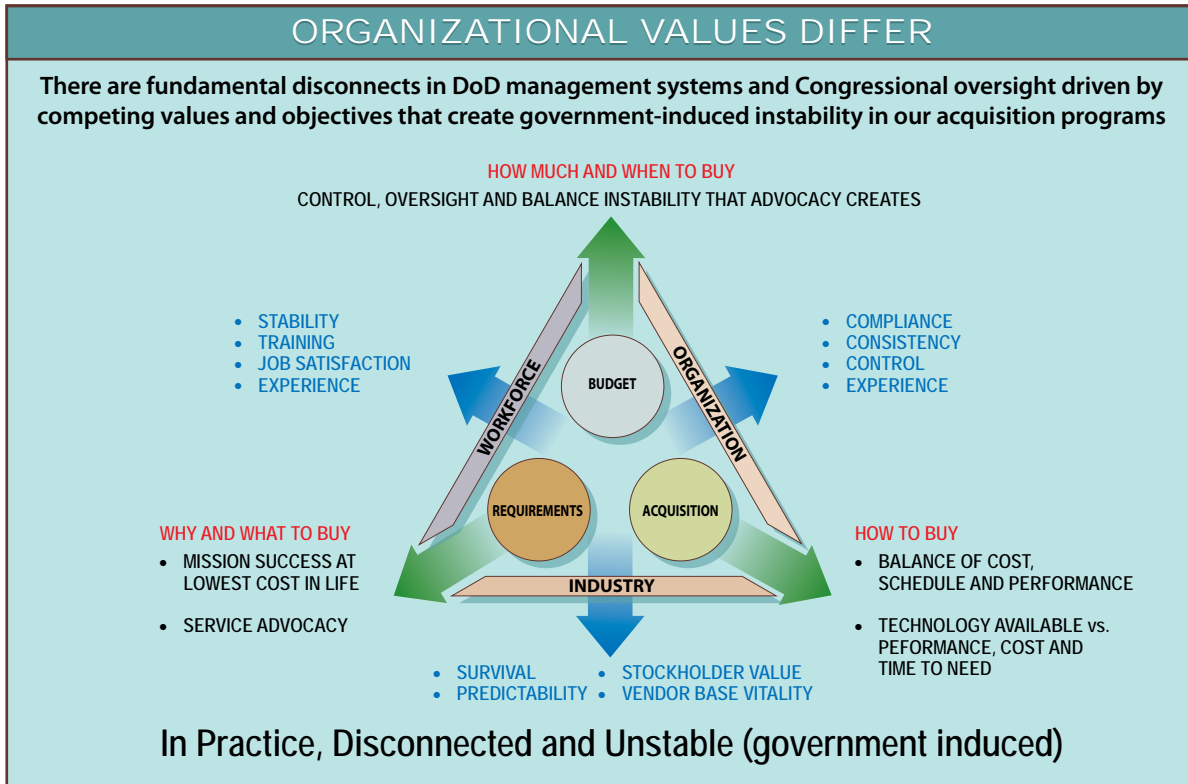 ORGANIZATIONAL VALUES DIFFER
There are fundamental disconnects in DoD management systems and Congressional oversight driven by
competing values and objectives that create government-induced instability in our acquisition programs
HOW MUCH AND WHEN TO BUY
CONTROL, OVERSIGHT AND BALANCE INSTABILITY THAT ADVOCACY CREATES
• STABILITY
• TRAINING
• JOB SATISFACTION
• EXPERIENCE
• COMPLIANCE
• CONSISTENCY
• CONTROL
• EXPERIENCE
WORKFORCE
BUDGET
ORGANIZATION
REQUIREMENTS
ACQUISITION
WHY AND WHAT TO BUY
• MISSION SUCCESS AT
LOWEST COST IN LIFE
• SERVICE ADVOCACY
HOW TO BUY
• BALANCE OF COST,
SCHEDULE AND PERFORMANCE
• TECHNOLOGY AVAILABLE vs.
PEFORMANCE, COST AND
TIME TO NEED
INDUSTRY
• SURVIVAL
• PREDICTABILITY
• STOCKHOLDER VALUE
• VENDOR BASE VITALITY
In Practice, Disconnected and Unstable (government induced)